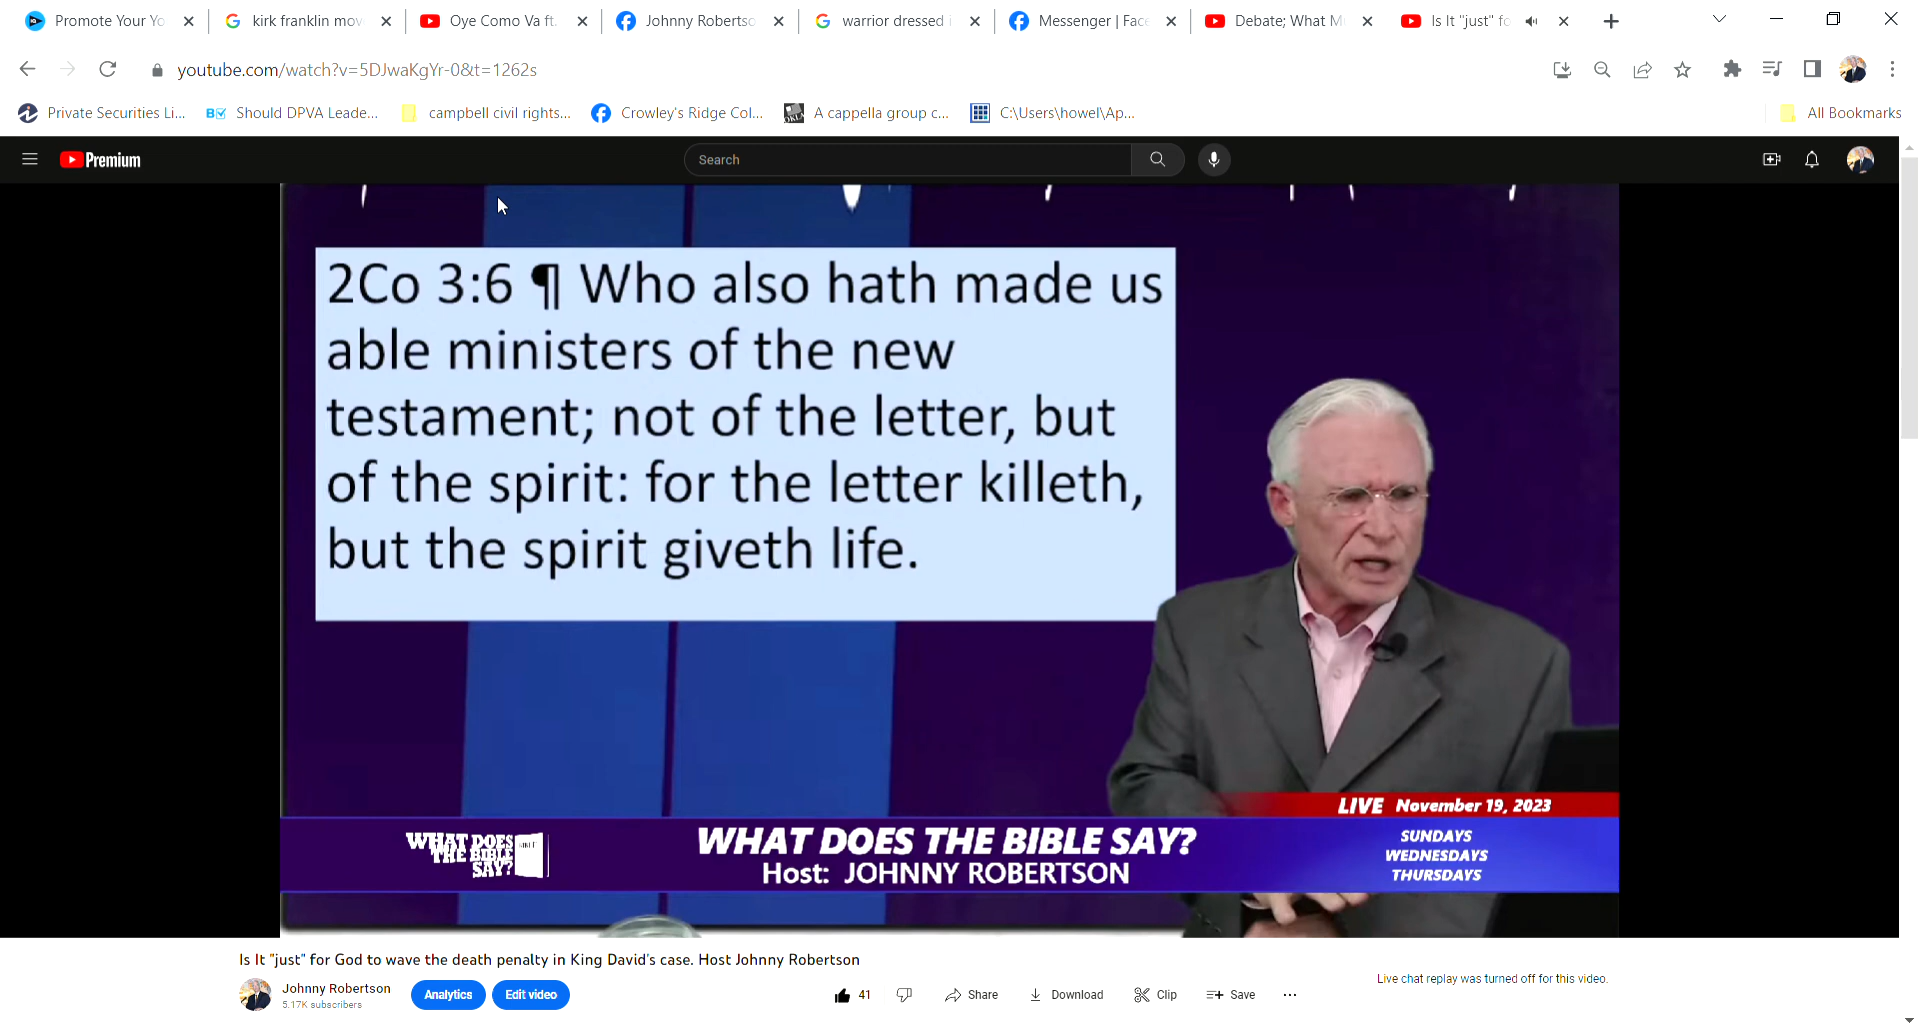 Promote Your Yo
kirk franklin mov
Oye Como Va ft.
Johnny Robertso
warrior dressed i
Messenger | Face
Debate; What M
Is It "just" fo
youtube.com/watch?v=5DJwaKgYr-0&t=1262s
Private Securities Li...
Should DPVA Leade...
campbell civil rights...
Crowley's Ridge Col...
A cappella group c...
C:\Users\howel\Ap...
All Bookmarks
Premium
Search
2Co 3:6 ¶ Who also hath made us
able ministers of the new
testament; not of the letter, but
of the spirit: for the letter killeth,
but the spirit giveth life.
LIVE November 19, 2023
WHAT DOES
THE BIBLE
SAY?
WHAT DOES THE BIBLE SAY?
Host: JOHNNY ROBERTSON
SUNDAYS
WEDNESDAYS
THURSDAYS
Is It "just" for God to wave the death penalty in King David's case. Host Johnny Robertson
Live chat replay was turned off for this video.
Johnny Robertson
5.17K subscribers
Analytics
Edit video
41
Share
Download
Clip
Save